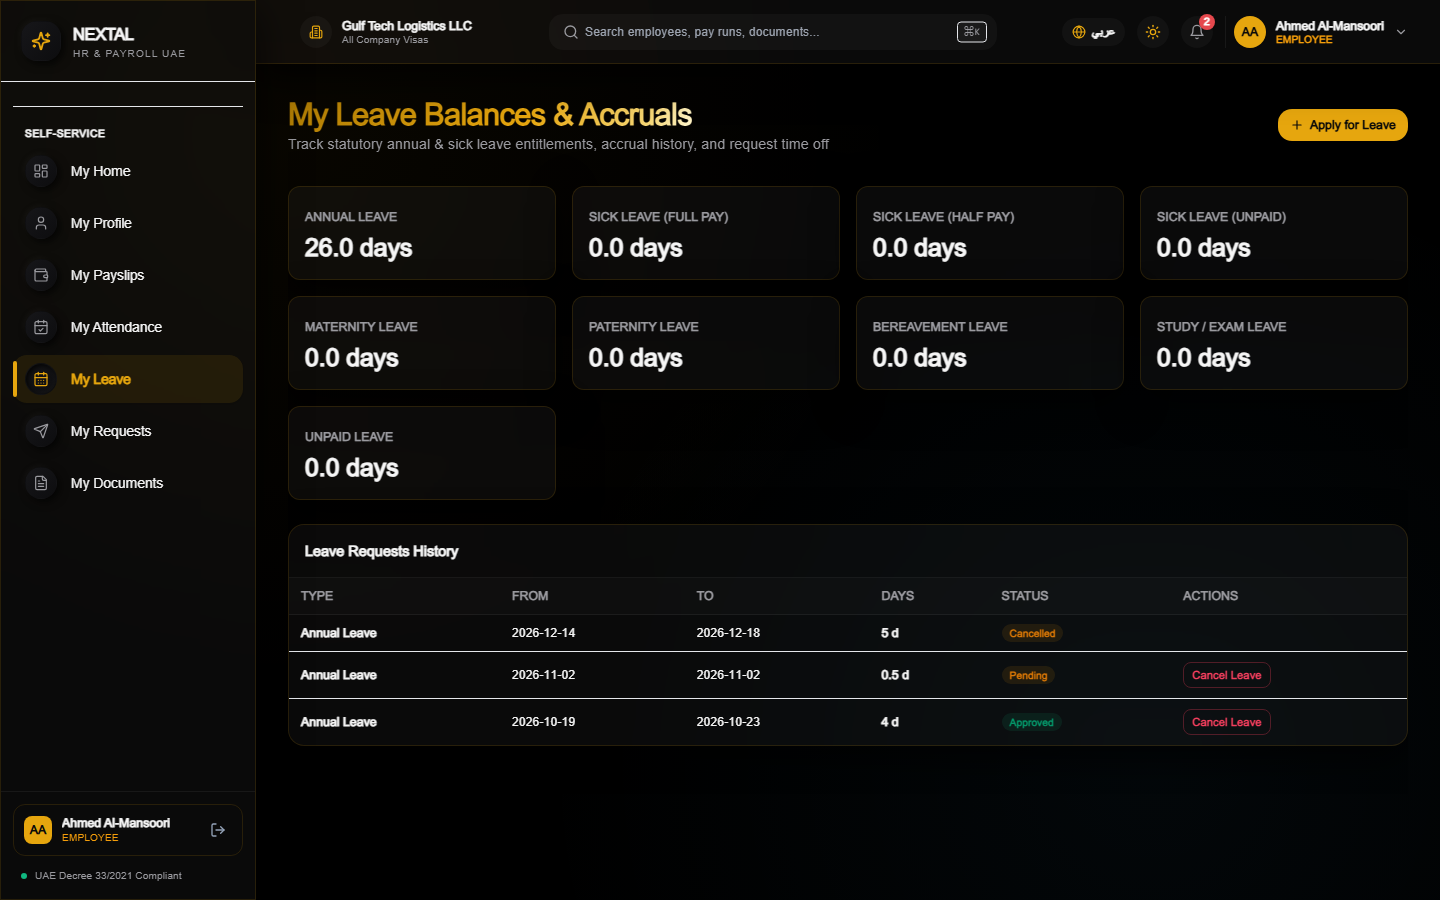 NEXTAL
HR & PAYROLL UAE
Gulf Tech Logistics LLC
All Company Visas
Search employees, pay runs, documents...
⌘K
عربي
2
AA
Ahmed Al-Mansoori
EMPLOYEE
SELF-SERVICE
My Home
My Profile
My Payslips
My Attendance
My Leave
My Requests
My Documents
AA
Ahmed Al-Mansoori
EMPLOYEE
UAE Decree 33/2021 Compliant
My Leave Balances & Accruals
Track statutory annual & sick leave entitlements, accrual history, and request time off
+ Apply for Leave
ANNUAL LEAVE
26.0 days
SICK LEAVE (FULL PAY)
0.0 days
SICK LEAVE (HALF PAY)
0.0 days
SICK LEAVE (UNPAID)
0.0 days
MATERNITY LEAVE
0.0 days
PATERNITY LEAVE
0.0 days
BEREAVEMENT LEAVE
0.0 days
STUDY / EXAM LEAVE
0.0 days
UNPAID LEAVE
0.0 days
Leave Requests History
TYPE FROM TO DAYS STATUS ACTIONS
Annual Leave 2026-12-14 2026-12-18 5 d Cancelled
Annual Leave 2026-11-02 2026-11-02 0.5 d Pending Cancel Leave
Annual Leave 2026-10-19 2026-10-23 4 d Approved Cancel Leave